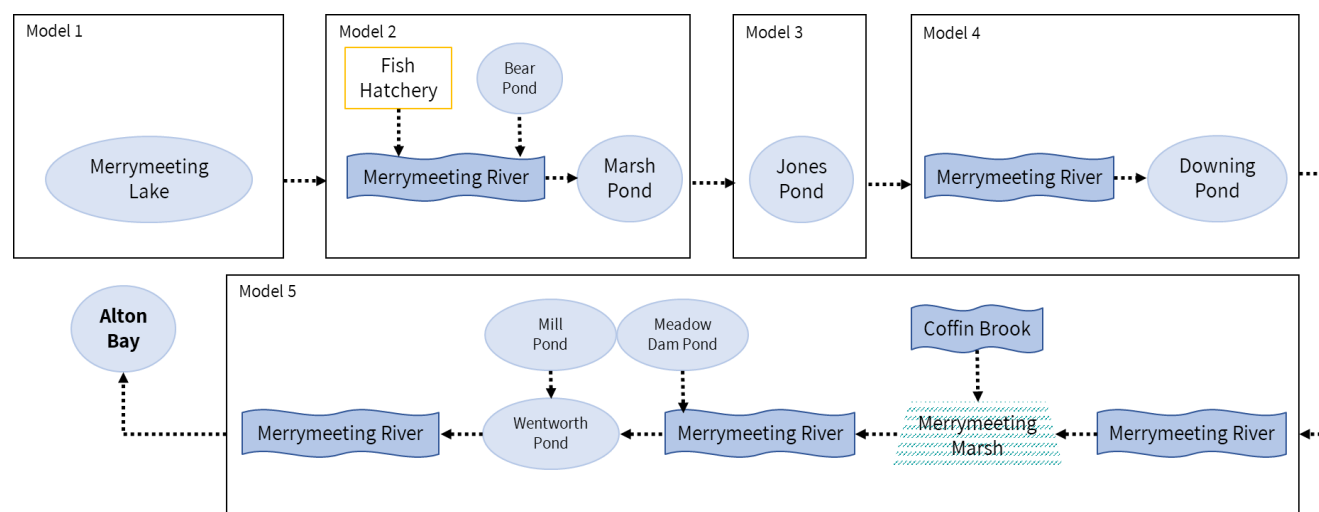 Model 1
Merrymeeting
Lake
Model 2
Fish
Hatchery
Bear
Pond
Merrymeeting River
Marsh
Pond
Model 3
Jones
Pond
Model 4
Merrymeeting River
Downing
Pond
Alton
Bay
Model 5
Mill
Pond
Meadow
Dam Pond
Coffin Brook
Merrymeeting River
Wentworth
Pond
Merrymeeting River
Merrymeeting
Marsh
Merrymeeting River